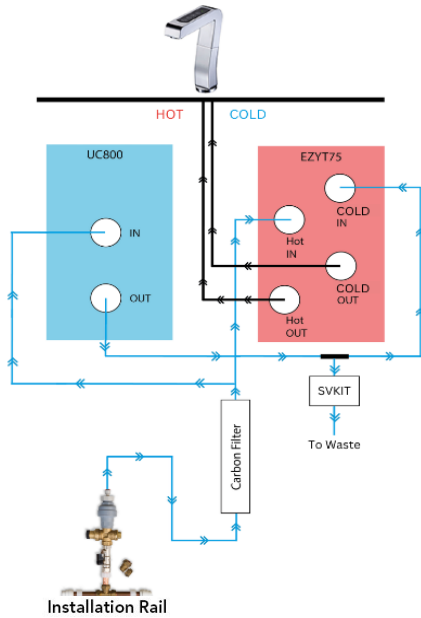 HOT COLD
UC800
EZYT75
IN
OUT
COLD
IN
Hot
IN
COLD
OUT
Hot
OUT
SVKIT
To Waste
Carbon Filter
Installation Rail